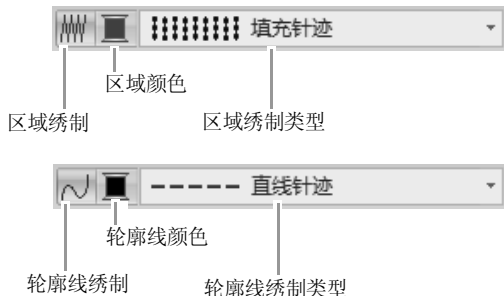 填充针迹
区域颜色
区域绣制
区域绣制类型
直线针迹
轮廓线颜色
轮廓线绣制
轮廓线绣制类型